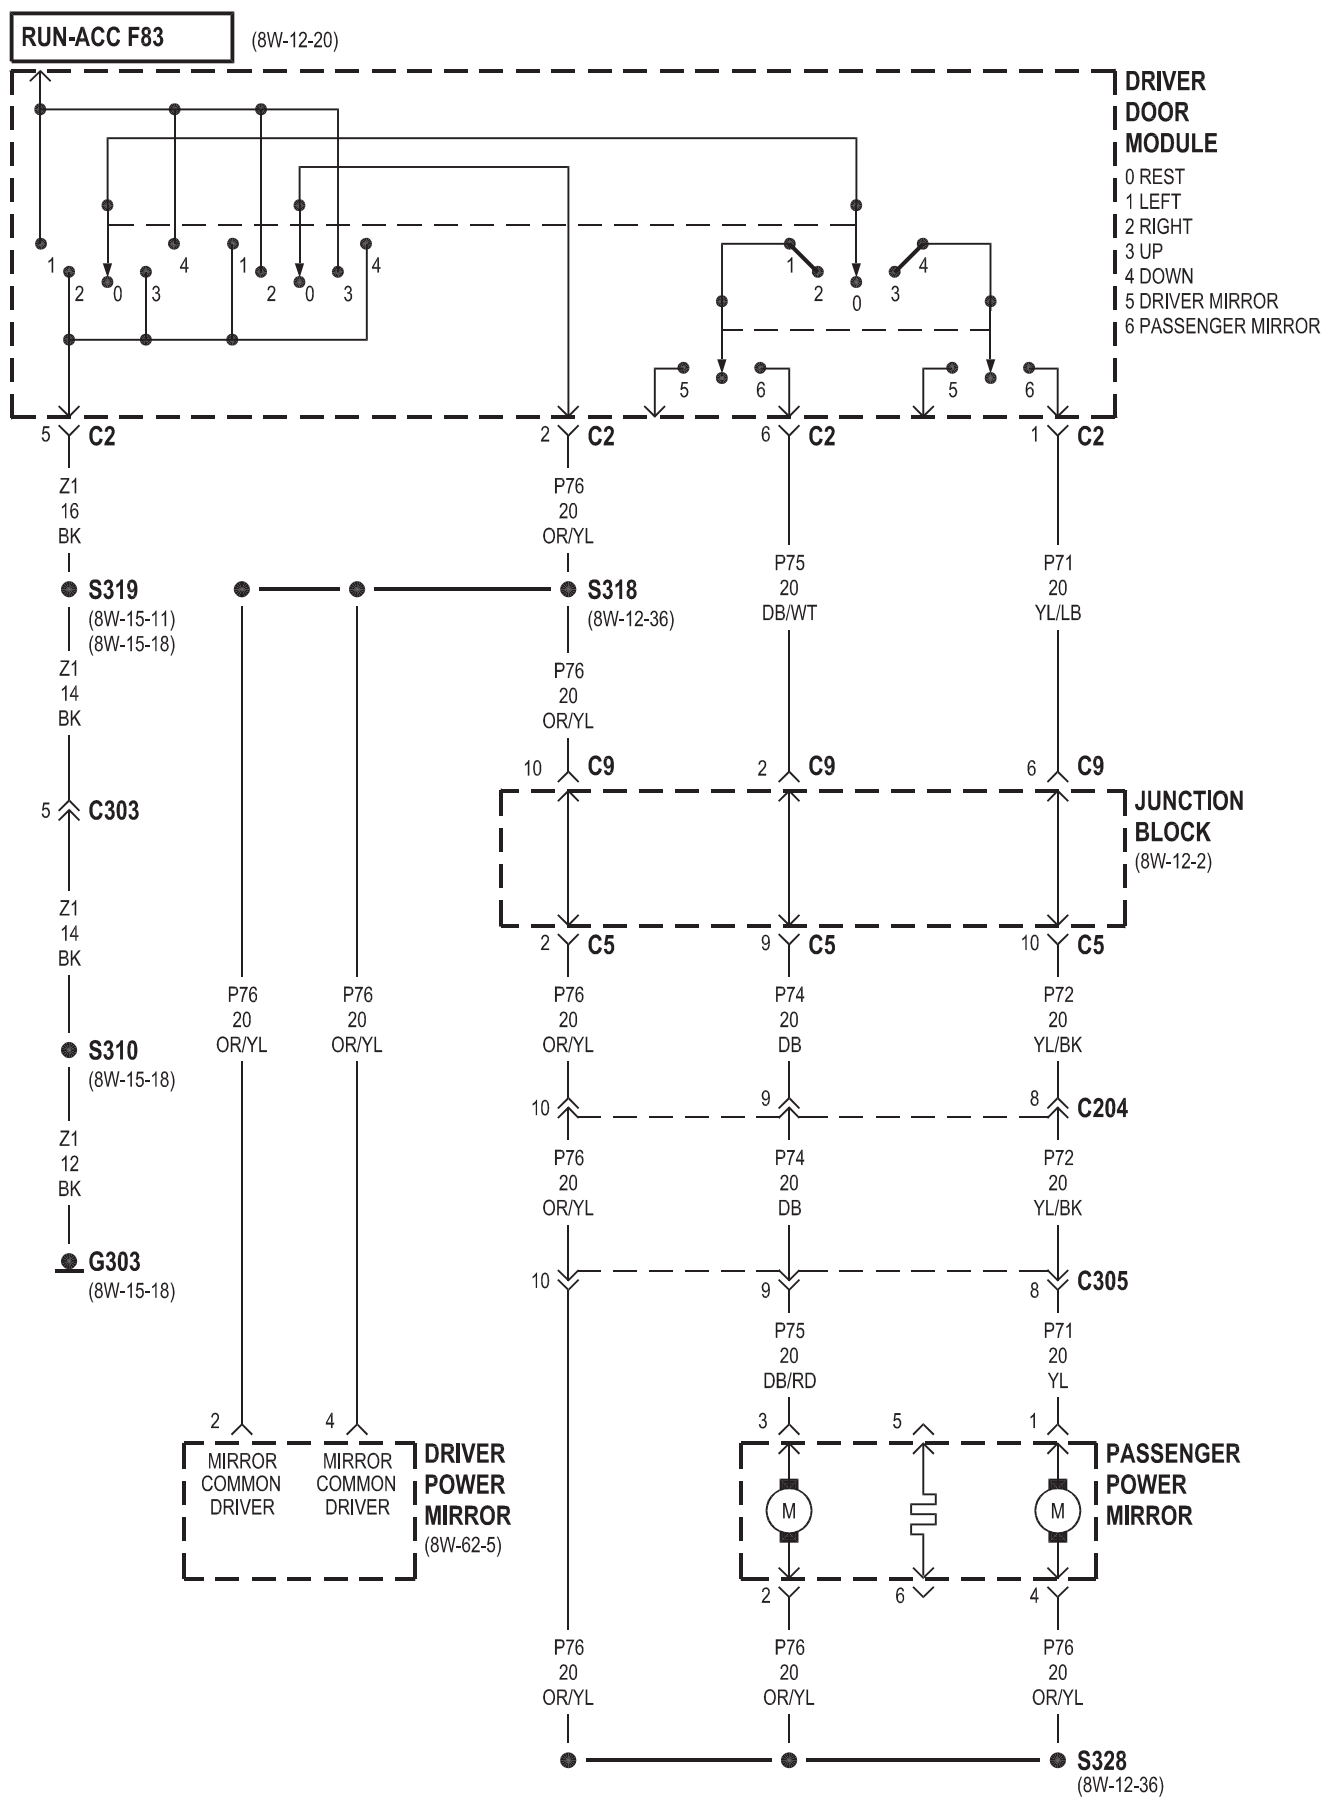 RUN-ACC F83 (8W-12-20)
DRIVER
DOOR
MODULE
0 REST
1 LEFT
2 RIGHT
3 UP
4 DOWN
5 DRIVER MIRROR
6 PASSENGER MIRROR
1 4 1 4 1 4
2 0 3 2 0 3 2 0 3
5 6 5 6
5 C2 2 C2 6 C2 1 C2
Z1 P76
16 20
BK OR/YL
P75 P71
20 20
DB/WT YL/LB
S319 S318
(8W-15-11) (8W-12-36)
(8W-15-18)
Z1 P76
14 20
BK OR/YL
10 C9 2 C9 6 C9
5 C303
JUNCTION
BLOCK
(8W-12-2)
Z1
14
BK
2 C5 9 C5 10 C5
P76 P76 P76 P74 P72
20 20 20 20 20
OR/YL OR/YL OR/YL DB YL/BK
S310
(8W-15-18)
10 9 8 C204
Z1 P76 P74 P72
12 20 20 20
BK OR/YL DB YL/BK
G303
(8W-15-18)
10 9 8 C305
P75 P71
20 20
DB/RD YL
2 4 3 5 1
MIRROR
COMMON
DRIVER
MIRROR
COMMON
DRIVER
DRIVER
POWER
MIRROR
(8W-62-5)
M M
PASSENGER
POWER
MIRROR
2 6 4
P76 P76 P76
20 20 20
OR/YL OR/YL OR/YL
S328
(8W-12-36)